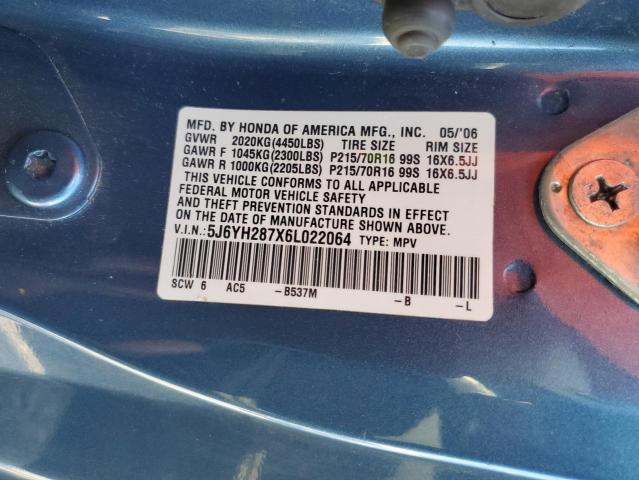 MFD. BY HONDA OF AMERICA MFG., INC. 05/'06
GVWR 2020KG(4450LBS) TIRE SIZE RIM SIZE
GAWR F 1045KG(2300LBS) P215/70R16 99S 16X6.5JJ
GAWR R 1000KG(2205LBS) P215/70R16 99S 16X6.5JJ
THIS VEHICLE CONFORMS TO ALL APPLICABLE
FEDERAL MOTOR VEHICLE SAFETY
AND THEFT PREVENTION STANDARDS IN EFFECT
ON THE DATE OF MANUFACTURE SHOWN ABOVE.
V.I.N.: 5J6YH287X6L022064 TYPE: MPV
SCW 6 AC5 -B537M -B -L